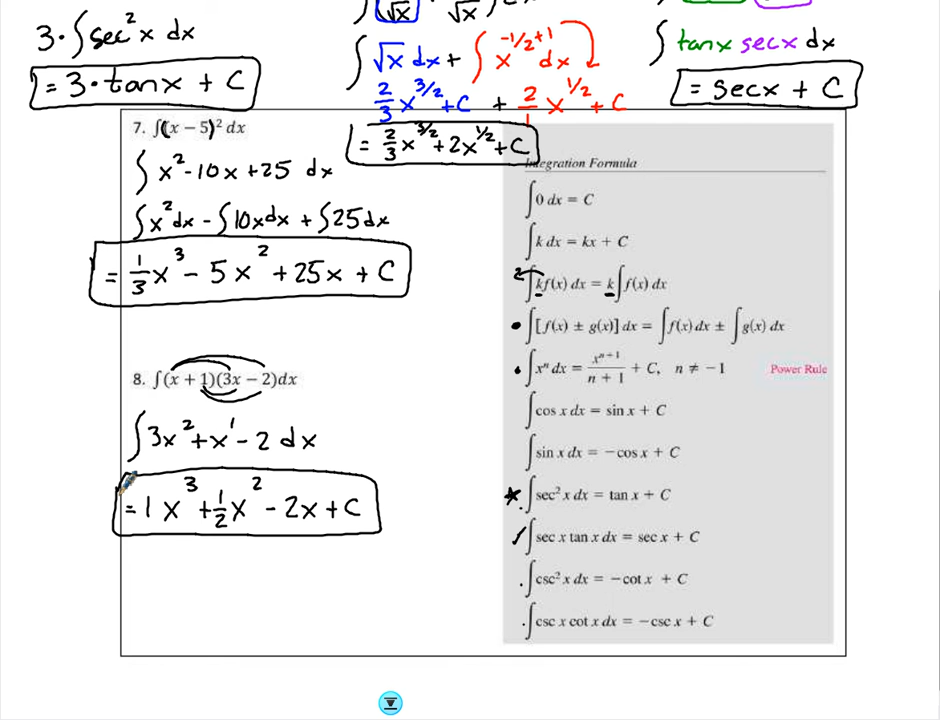 3·∫sec²x dx
= 3·tanx + C
√x √x
∫√x dx + ∫x^(-1/2+1) dx
2/3 x^(3/2) + C + 2/1 x^(1/2) + C
= 2/3 x^(3/2) + 2x^(1/2) + C
∫tanx secx dx
= secx + C
7. ∫(x – 5)² dx
∫x² - 10x + 25 dx
∫x²dx - ∫10xdx + ∫25dx
= 1/3 x³ - 5x² + 25x + C
8. ∫(x + 1)(3x – 2)dx
∫3x² + x¹ - 2 dx
= 1x³ + 1/2 x² - 2x + C
Integration Formula
∫0 dx = C
∫k dx = kx + C
2 ∫kf(x) dx = k∫f(x) dx
∫[f(x) ± g(x)] dx = ∫f(x) dx ± ∫g(x) dx
∫xⁿ dx = xⁿ⁺¹/(n + 1) + C, n ≠ −1 Power Rule
∫cos x dx = sin x + C
∫sin x dx = −cos x + C
∫sec² x dx = tan x + C
∫sec x tan x dx = sec x + C
∫csc² x dx = −cot x + C
∫csc x cot x dx = −csc x + C